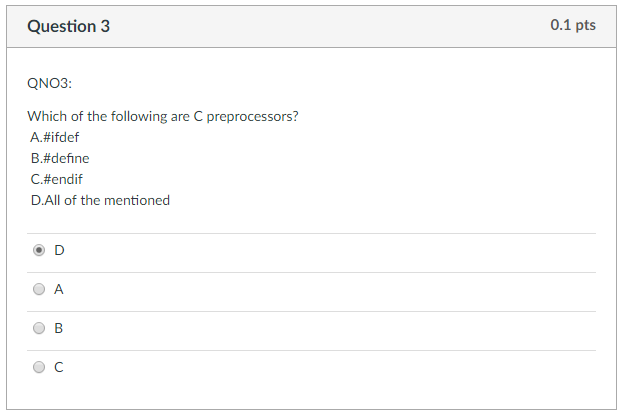 Question 3
0.1 pts
QNO3:
Which of the following are C preprocessors?
A.#ifdef
B.#define
C.#endif
D.All of the mentioned
D
A
B
C